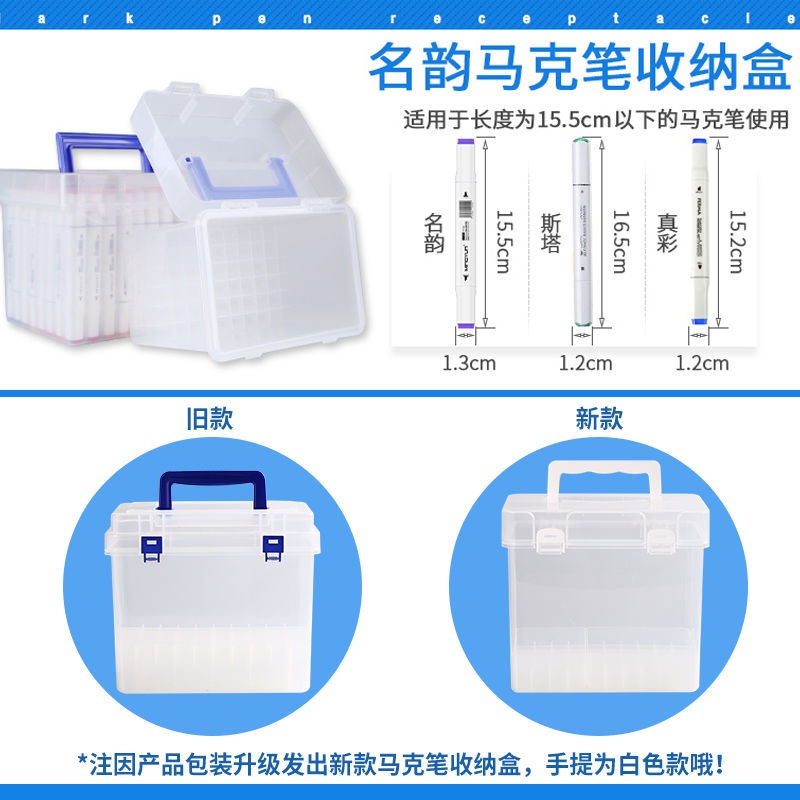 ark pen receptacle
名韵马克笔收纳盒
适用于长度为15.5cm以下的马克笔使用
名韵
15.5cm
1.3cm
斯塔
16.5cm
1.2cm
真彩
15.2cm
1.2cm
旧款
新款
*注因产品包装升级发出新款马克笔收纳盒，手提为白色款哦！